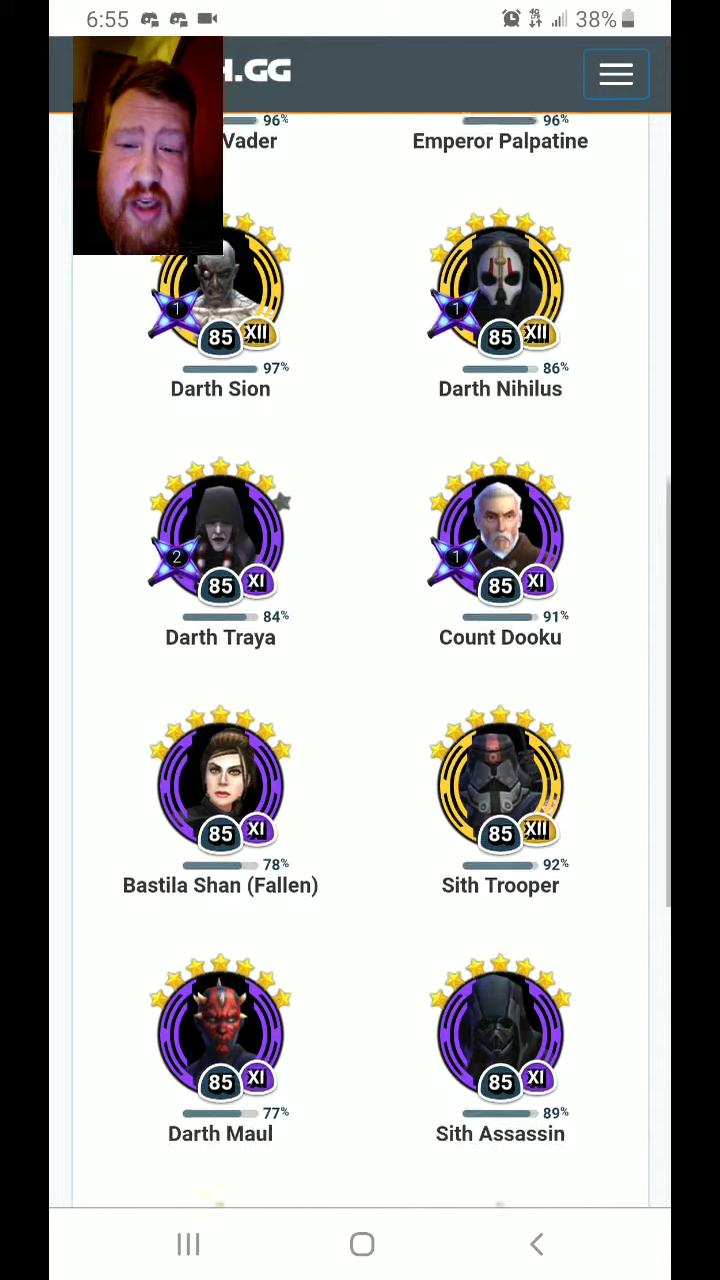 6:55 38%
H.GG
96% 96%
Vader Emperor Palpatine
1 85 XII 1 85 XII
97% 86%
Darth Sion Darth Nihilus
2 85 XI 1 85 XI
84% 91%
Darth Traya Count Dooku
85 XI 85 XII
78% 92%
Bastila Shan (Fallen) Sith Trooper
85 XI 85 XI
77% 89%
Darth Maul Sith Assassin